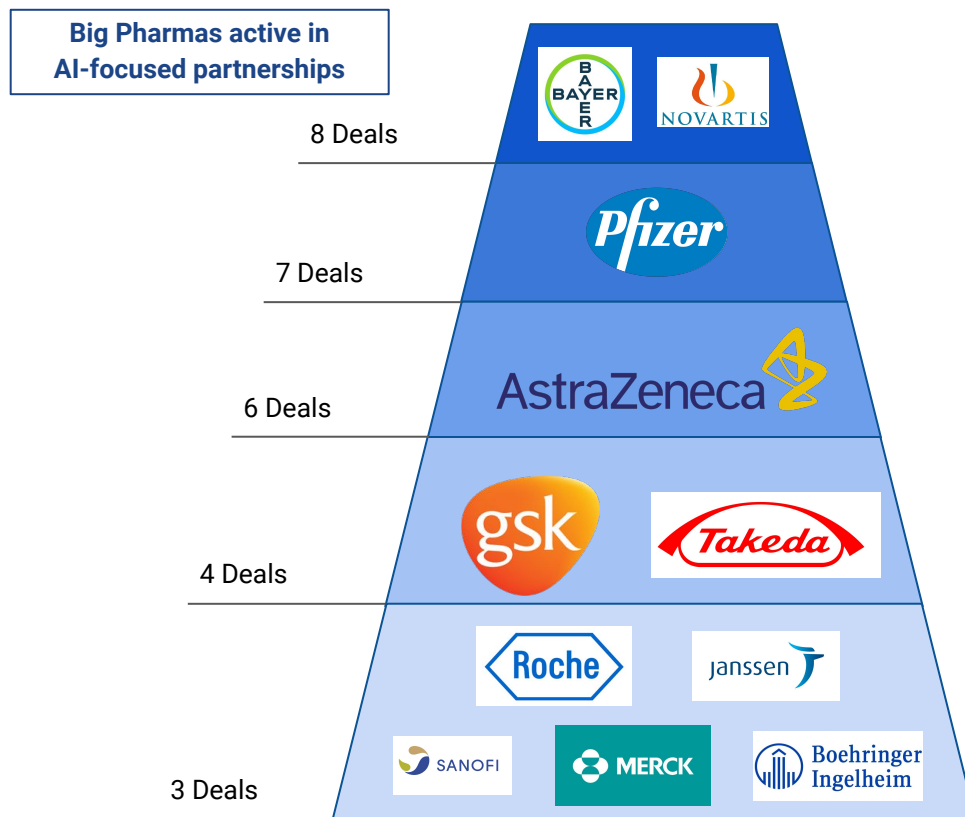 Big Pharmas active in
AI-focused partnerships
8 Deals
BAYER
BAYER
NOVARTIS
7 Deals
Pfizer
6 Deals
AstraZeneca
4 Deals
gsk
Takeda
3 Deals
Roche
janssen
SANOFI
MERCK
Boehringer
Ingelheim